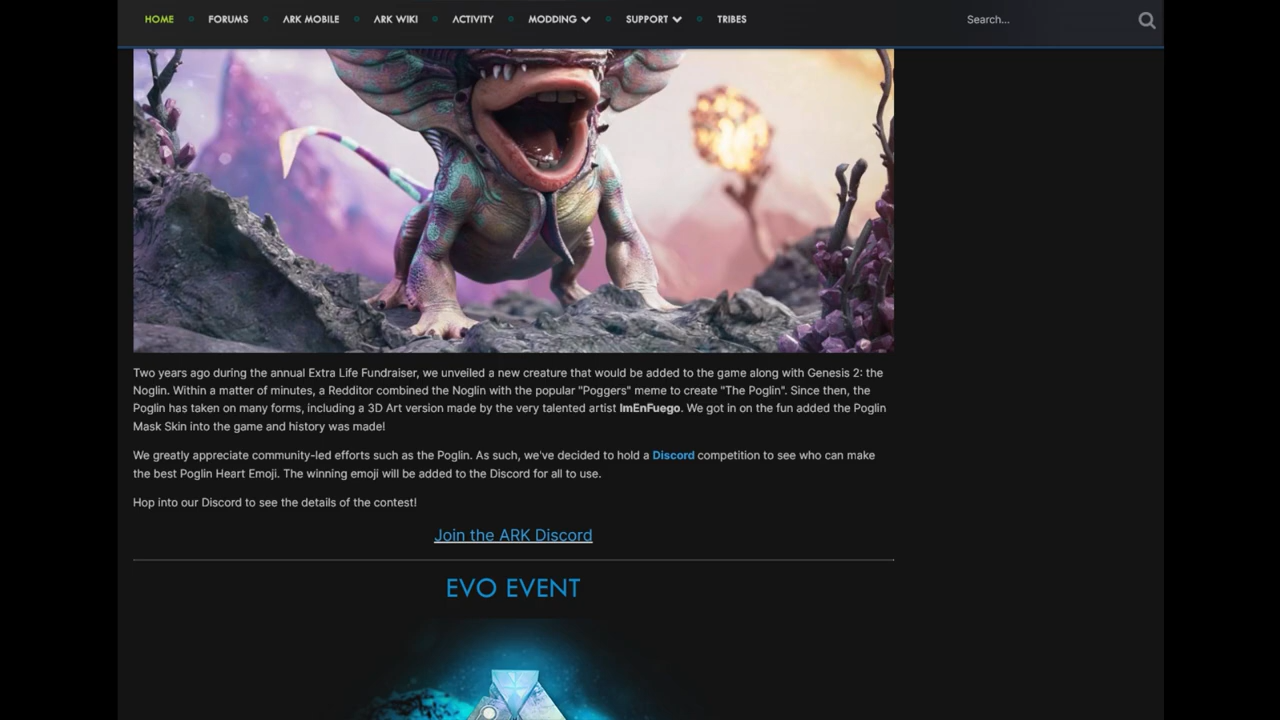 HOME FORUMS ARK MOBILE ARK WIKI ACTIVITY MODDING SUPPORT TRIBES Search...
Two years ago during the annual Extra Life Fundraiser, we unveiled a new creature that would be added to the game along with Genesis 2: the
Noglin. Within a matter of minutes, a Redditor combined the Noglin with the popular "Poggers" meme to create "The Poglin". Since then, the
Poglin has taken on many forms, including a 3D Art version made by the very talented artist ImEnFuego. We got in on the fun added the Poglin
Mask Skin into the game and history was made!
We greatly appreciate community-led efforts such as the Poglin. As such, we've decided to hold a Discord competition to see who can make
the best Poglin Heart Emoji. The winning emoji will be added to the Discord for all to use.
Hop into our Discord to see the details of the contest!
Join the ARK Discord
EVO EVENT